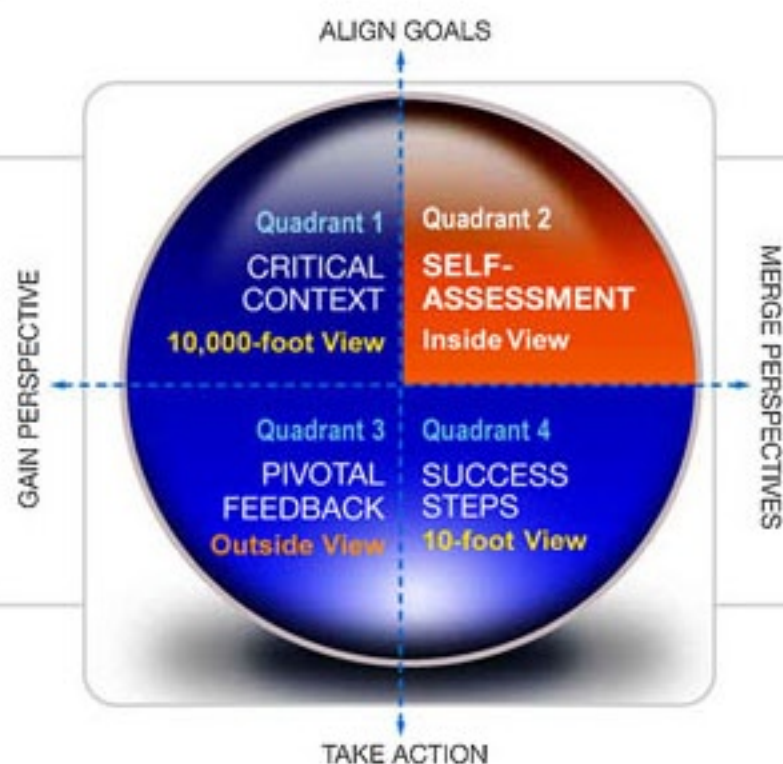 ALIGN GOALS
Quadrant 1
CRITICAL
CONTEXT
10,000-foot View
Quadrant 2
SELF-
ASSESSMENT
Inside View
GAIN PERSPECTIVE
MERGE PERSPECTIVES
Quadrant 3
PIVOTAL
FEEDBACK
Outside View
Quadrant 4
SUCCESS
STEPS
10-foot View
TAKE ACTION